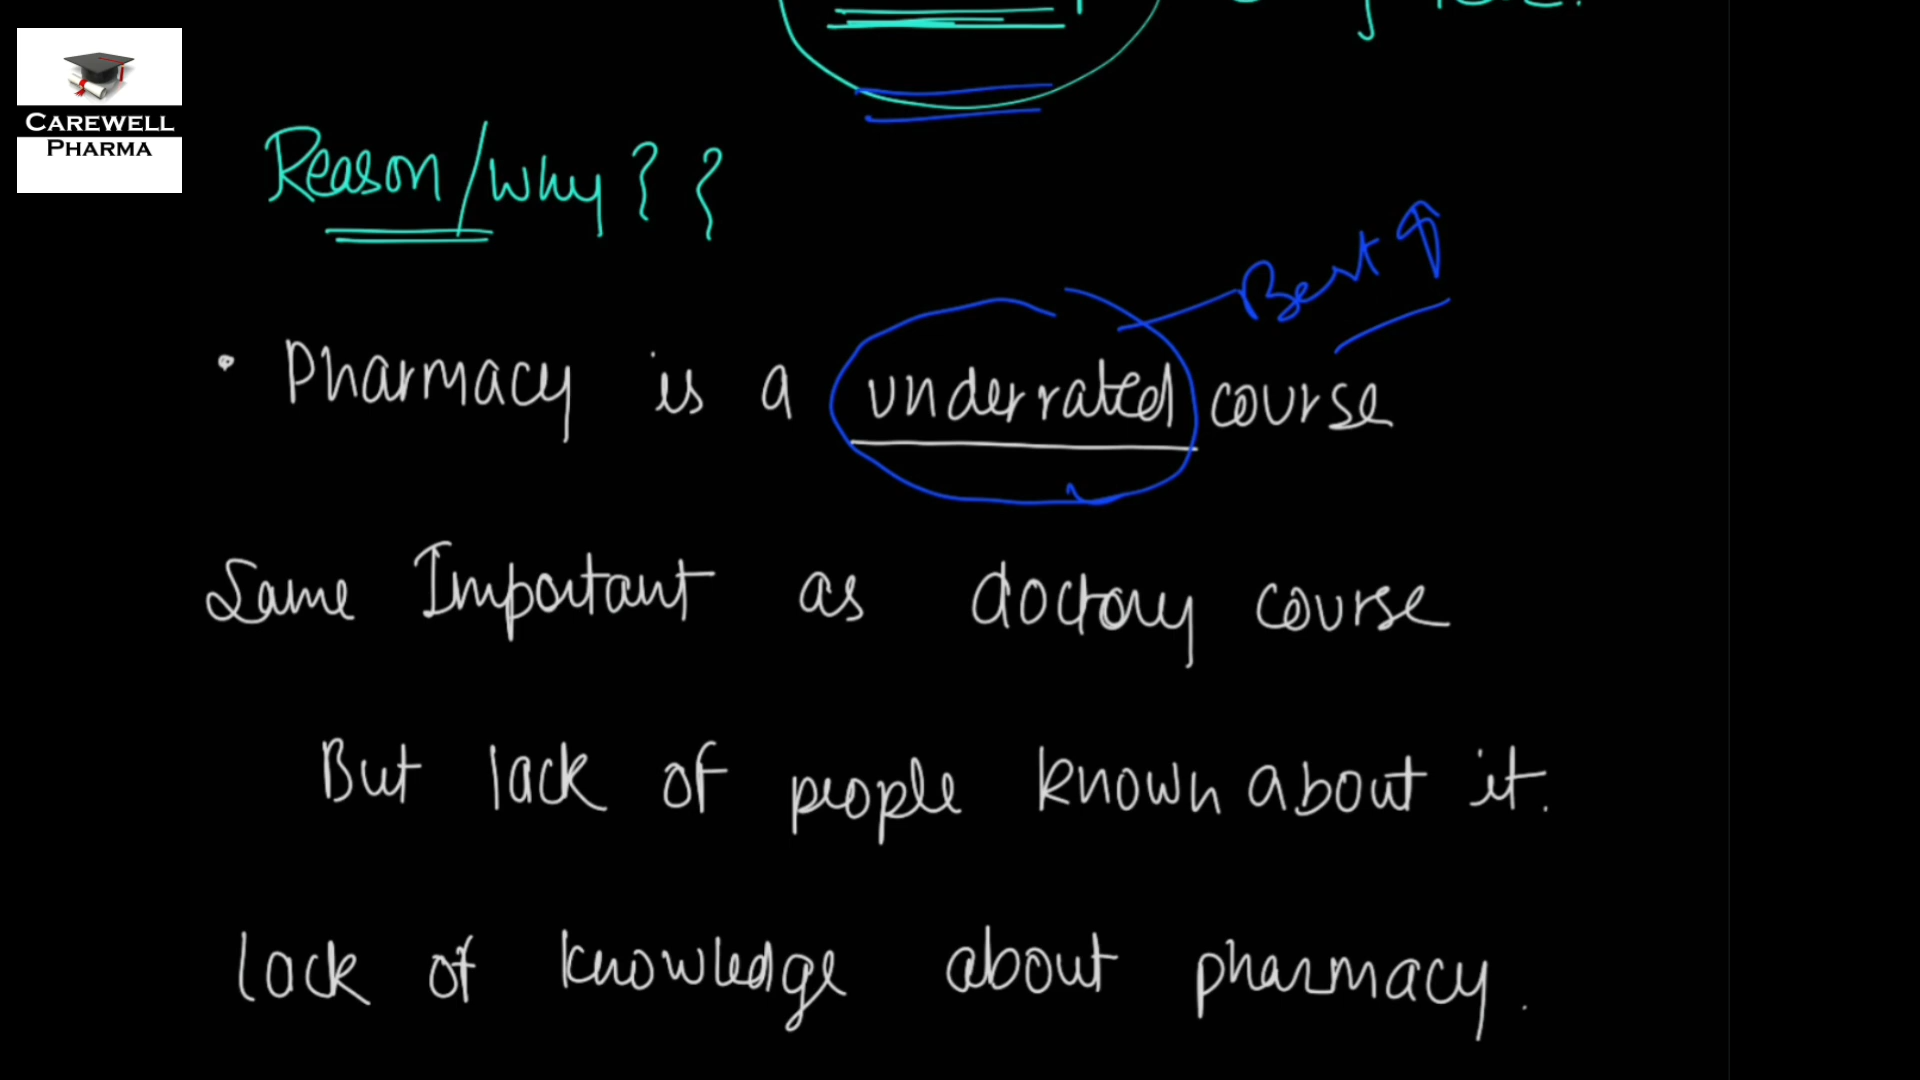 CAREWELL
PHARMA
Reason/why??
Best ↑
• Pharmacy is a underrated course
Same Important as doctory course
But lack of people known about it.
lack of knowledge about pharmacy.